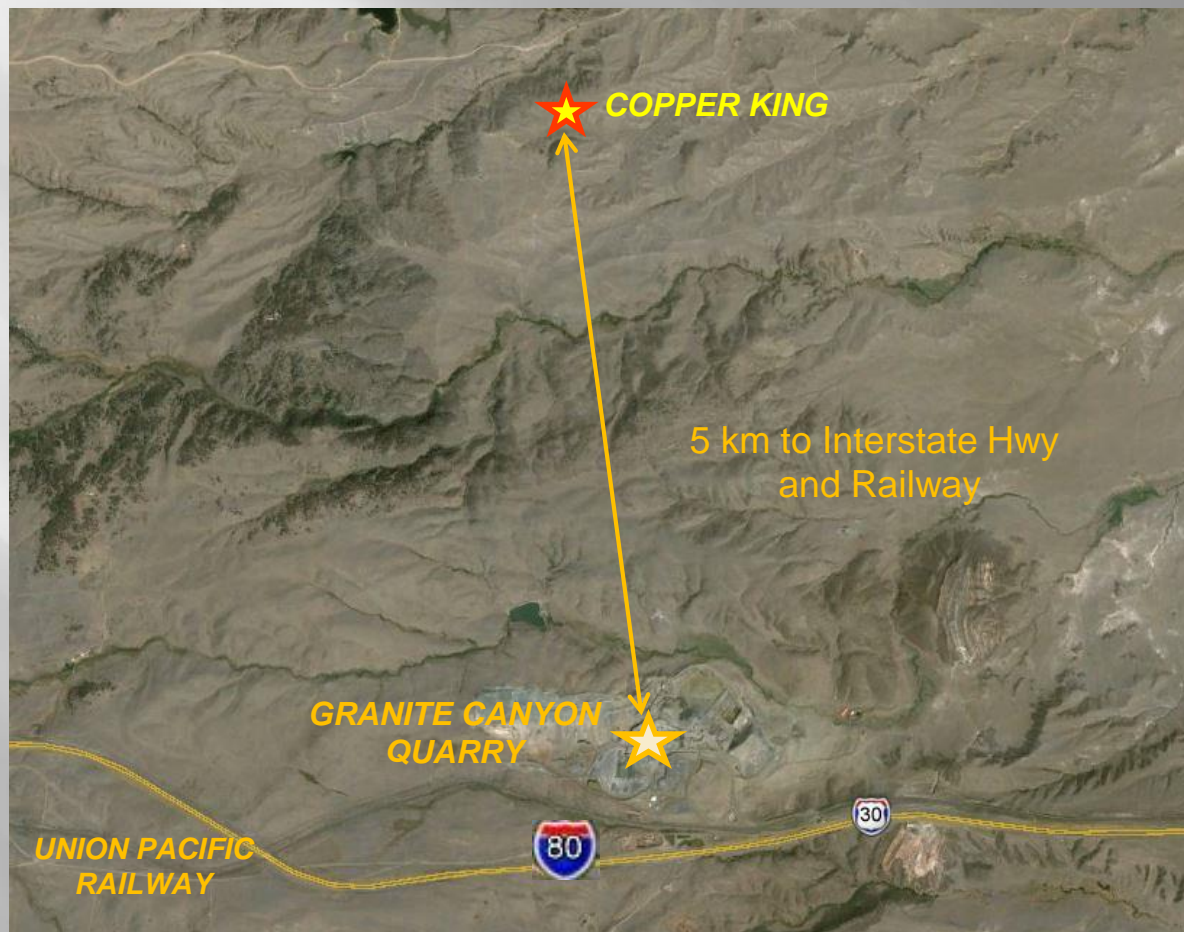 COPPER KING
5 km to Interstate Hwy
and Railway
GRANITE CANYON
QUARRY
30
80
UNION PACIFIC
RAILWAY